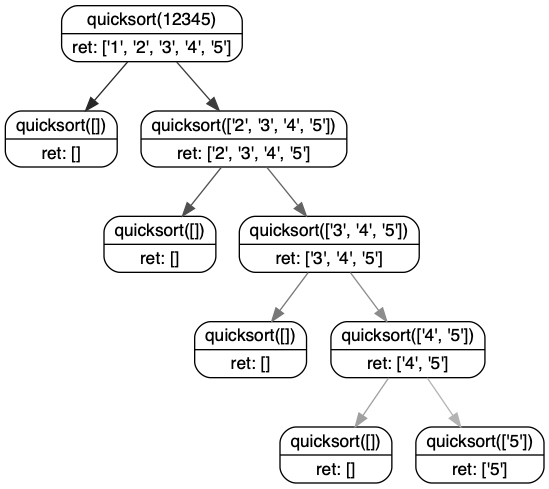 quicksort(12345)
ret: ['1', '2', '3', '4', '5']
quicksort([])
ret: []
quicksort(['2', '3', '4', '5'])
ret: ['2', '3', '4', '5']
quicksort([])
ret: []
quicksort(['3', '4', '5'])
ret: ['3', '4', '5']
quicksort([])
ret: []
quicksort(['4', '5'])
ret: ['4', '5']
quicksort([])
ret: []
quicksort(['5'])
ret: ['5']